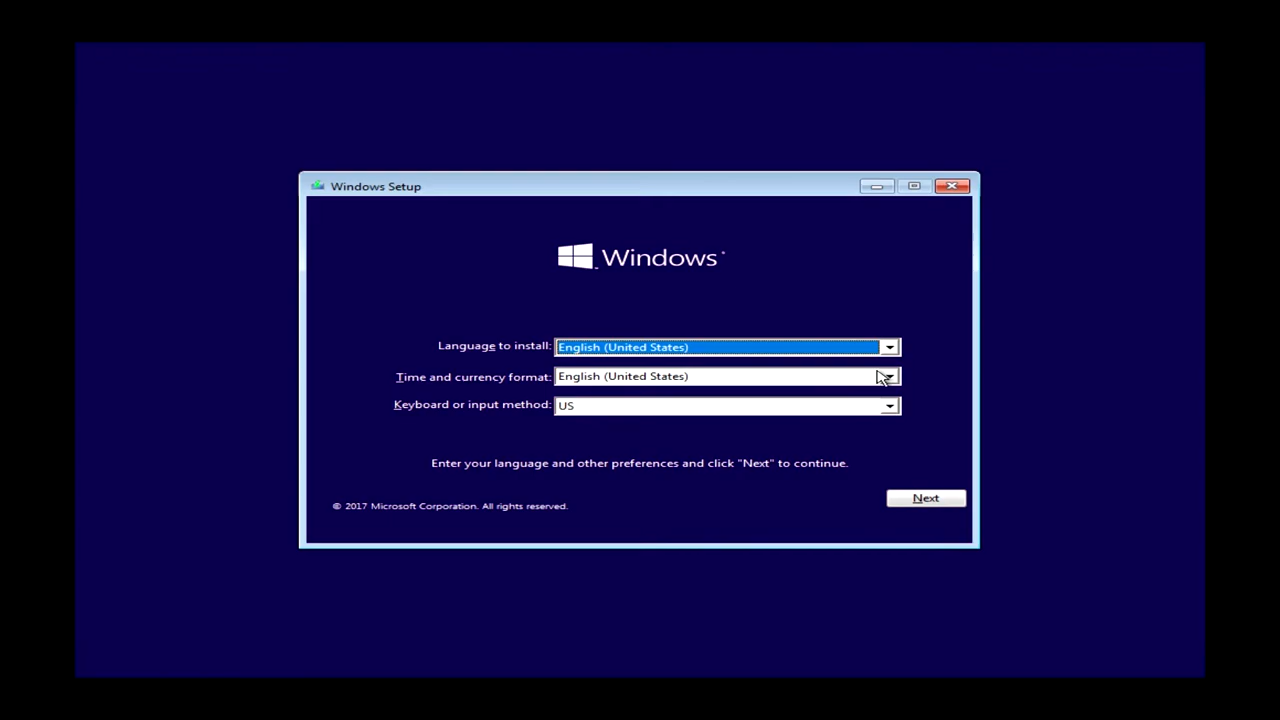 Windows Setup
Windows
Language to install: English (United States)
Time and currency format: English (United States)
Keyboard or input method: US
Enter your language and other preferences and click "Next" to continue.
© 2017 Microsoft Corporation. All rights reserved.
Next